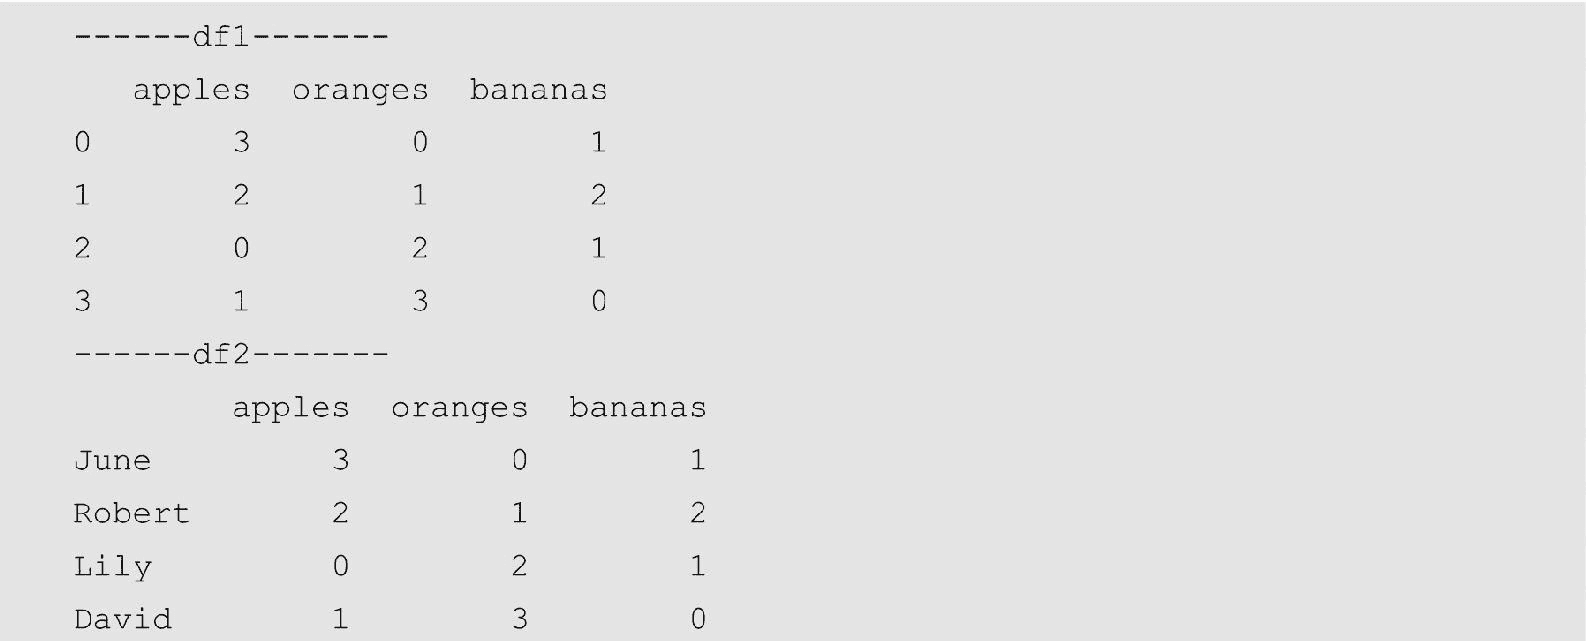 ------df1-------
apples oranges bananas
0 3 0 1
1 2 1 2
2 0 2 1
3 1 3 0
------df2-------
apples oranges bananas
June 3 0 1
Robert 2 1 2
Lily 0 2 1
David 1 3 0